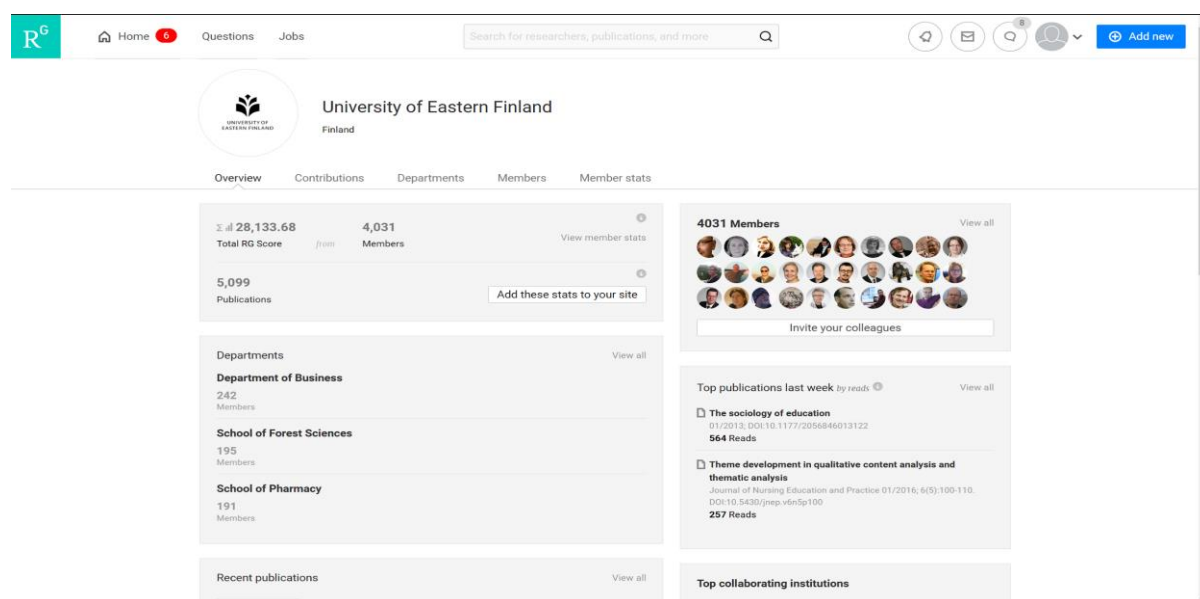 RG
Home 6
Questions
Jobs
Search for researchers, publications, and more
8
Add new
UNIVERSITY OF
EASTERN FINLAND
University of Eastern Finland
Finland
Overview
Contributions
Departments
Members
Member stats
Σ 28,133.68
Total RG Score
from
4,031
Members
View member stats
5,099
Publications
Add these stats to your site
Departments
View all
Department of Business
242
Members
School of Forest Sciences
195
Members
School of Pharmacy
191
Members
Recent publications
View all
4031 Members
View all
Invite your colleagues
Top publications last week by reads
View all
The sociology of education
01/2013; DOI:10.1177/2056846013122
564 Reads
Theme development in qualitative content analysis and
thematic analysis
Journal of Nursing Education and Practice 01/2016; 6(5):100-110.
DOI:10.5430/jnep.v6n5p100
257 Reads
Top collaborating institutions